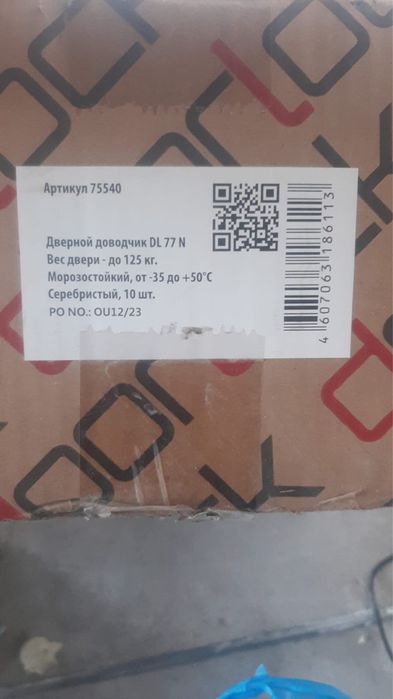 Артикул 75540
Дверной доводчик DL 77 N
Вес двери - до 125 кг.
Морозостойкий, от -35 до +50°C
Серебристый, 10 шт.
PO NO.: OU12/23
4 607063 186113